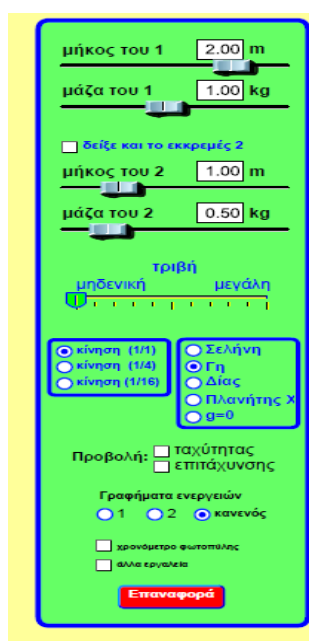 μήκος του 1 2.00 m
μάζα του 1 1.00 kg
δείξε και το εκκρεμές 2
μήκος του 2 1.00 m
μάζα του 2 0.50 kg
τριβή
μηδενική μεγάλη
κίνηση (1/1)
κίνηση (1/4)
κίνηση (1/16)
Σελήνη
Γη
Δίας
Πλανήτης X
g=0
Προβολή: ταχύτητας
επιτάχυνσης
Γραφήματα ενεργειών
1 2 κανενός
χρονόμετρο φωτοπύλης
άλλα εργαλεία
Επαναφορά